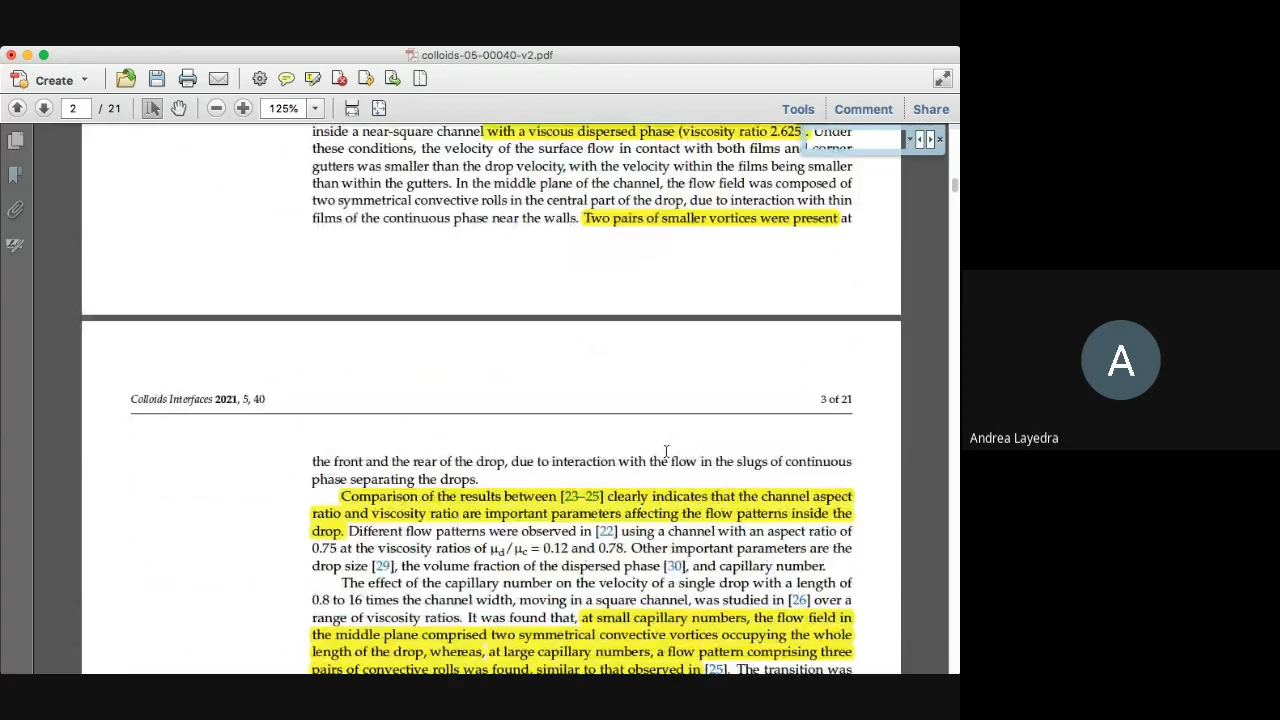 colloids-05-00040-v2.pdf
Create
2 / 21 125% Tools Comment Share
inside a near-square channel with a viscous dispersed phase (viscosity ratio 2.625 . Under
these conditions, the velocity of the surface flow in contact with both films and corner
gutters was smaller than the drop velocity, with the velocity within the films being smaller
than within the gutters. In the middle plane of the channel, the flow field was composed of
two symmetrical convective rolls in the central part of the drop, due to interaction with thin
films of the continuous phase near the walls. Two pairs of smaller vortices were present at
Colloids Interfaces 2021, 5, 40 3 of 21
the front and the rear of the drop, due to interaction with the flow in the slugs of continuous
phase separating the drops.
Comparison of the results between [23–25] clearly indicates that the channel aspect
ratio and viscosity ratio are important parameters affecting the flow patterns inside the
drop. Different flow patterns were observed in [22] using a channel with an aspect ratio of
0.75 at the viscosity ratios of μd/μc = 0.12 and 0.78. Other important parameters are the
drop size [29], the volume fraction of the dispersed phase [30], and capillary number.
The effect of the capillary number on the velocity of a single drop with a length of
0.8 to 16 times the channel width, moving in a square channel, was studied in [26] over a
range of viscosity ratios. It was found that, at small capillary numbers, the flow field in
the middle plane comprised two symmetrical convective vortices occupying the whole
length of the drop, whereas, at large capillary numbers, a flow pattern comprising three
pairs of convective rolls was found, similar to that observed in [25]. The transition was
A
Andrea Layedra